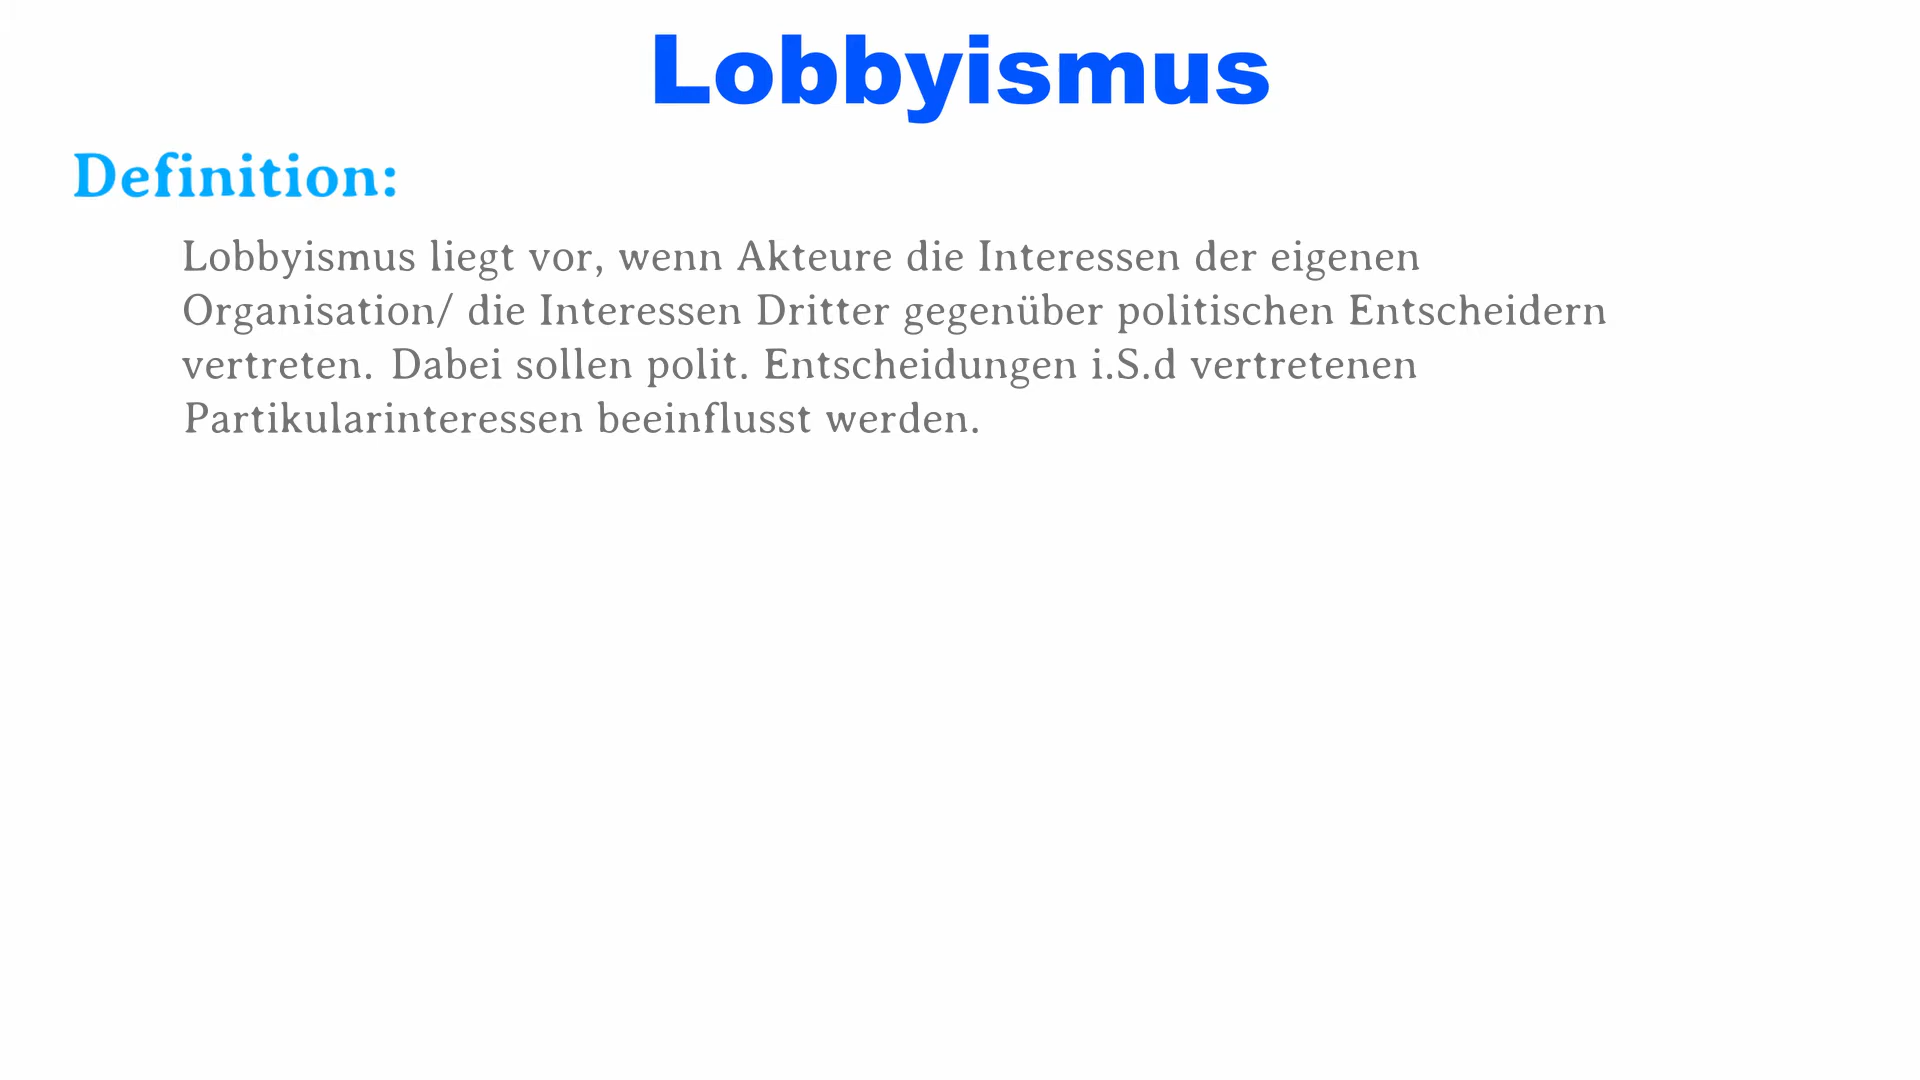 Lobbyismus
Definition:
Lobbyismus liegt vor, wenn Akteure die Interessen der eigenen
Organisation/ die Interessen Dritter gegenüber politischen Entscheidern
vertreten. Dabei sollen polit. Entscheidungen i.S.d vertretenen
Partikularinteressen beeinflusst werden.